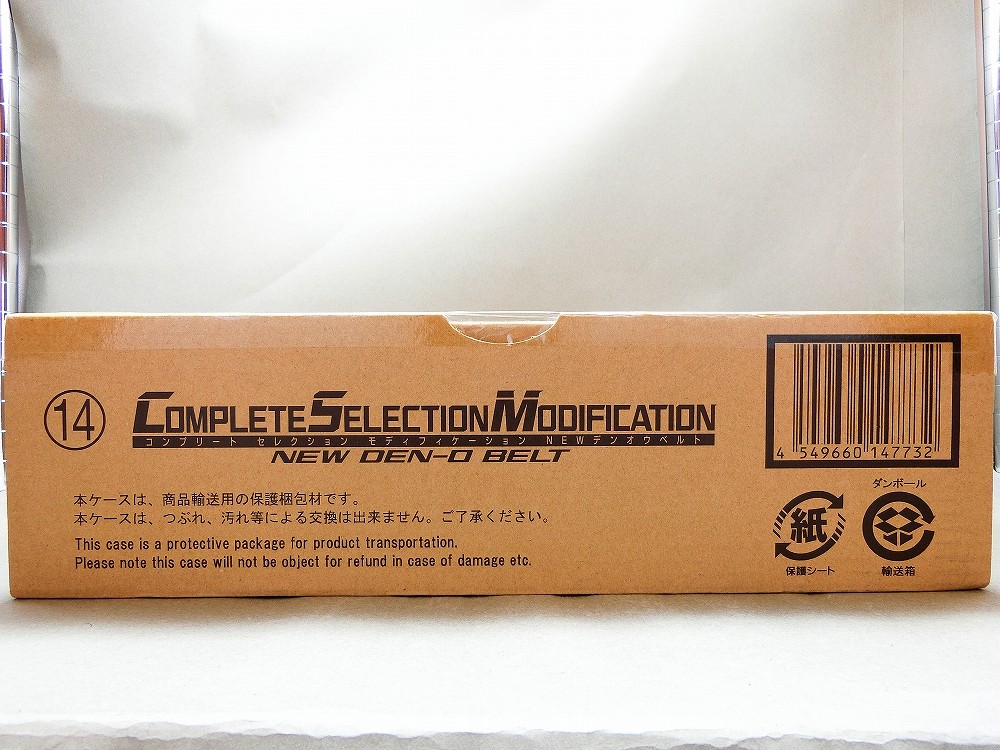 14
COMPLETE SELECTION MODIFICATION
コンプリート セレクション モディフィケーション NEWデンオウベルト
NEW DEN-O BELT
本ケースは、商品輸送用の保護梱包材です。
本ケースは、つぶれ、汚れ等による交換は出来ません。ご了承ください。
This case is a protective package for product transportation.
Please note this case will not be object for refund in case of damage etc.
4 549660 147732
紙
保護シート
ダンボール
輸送箱